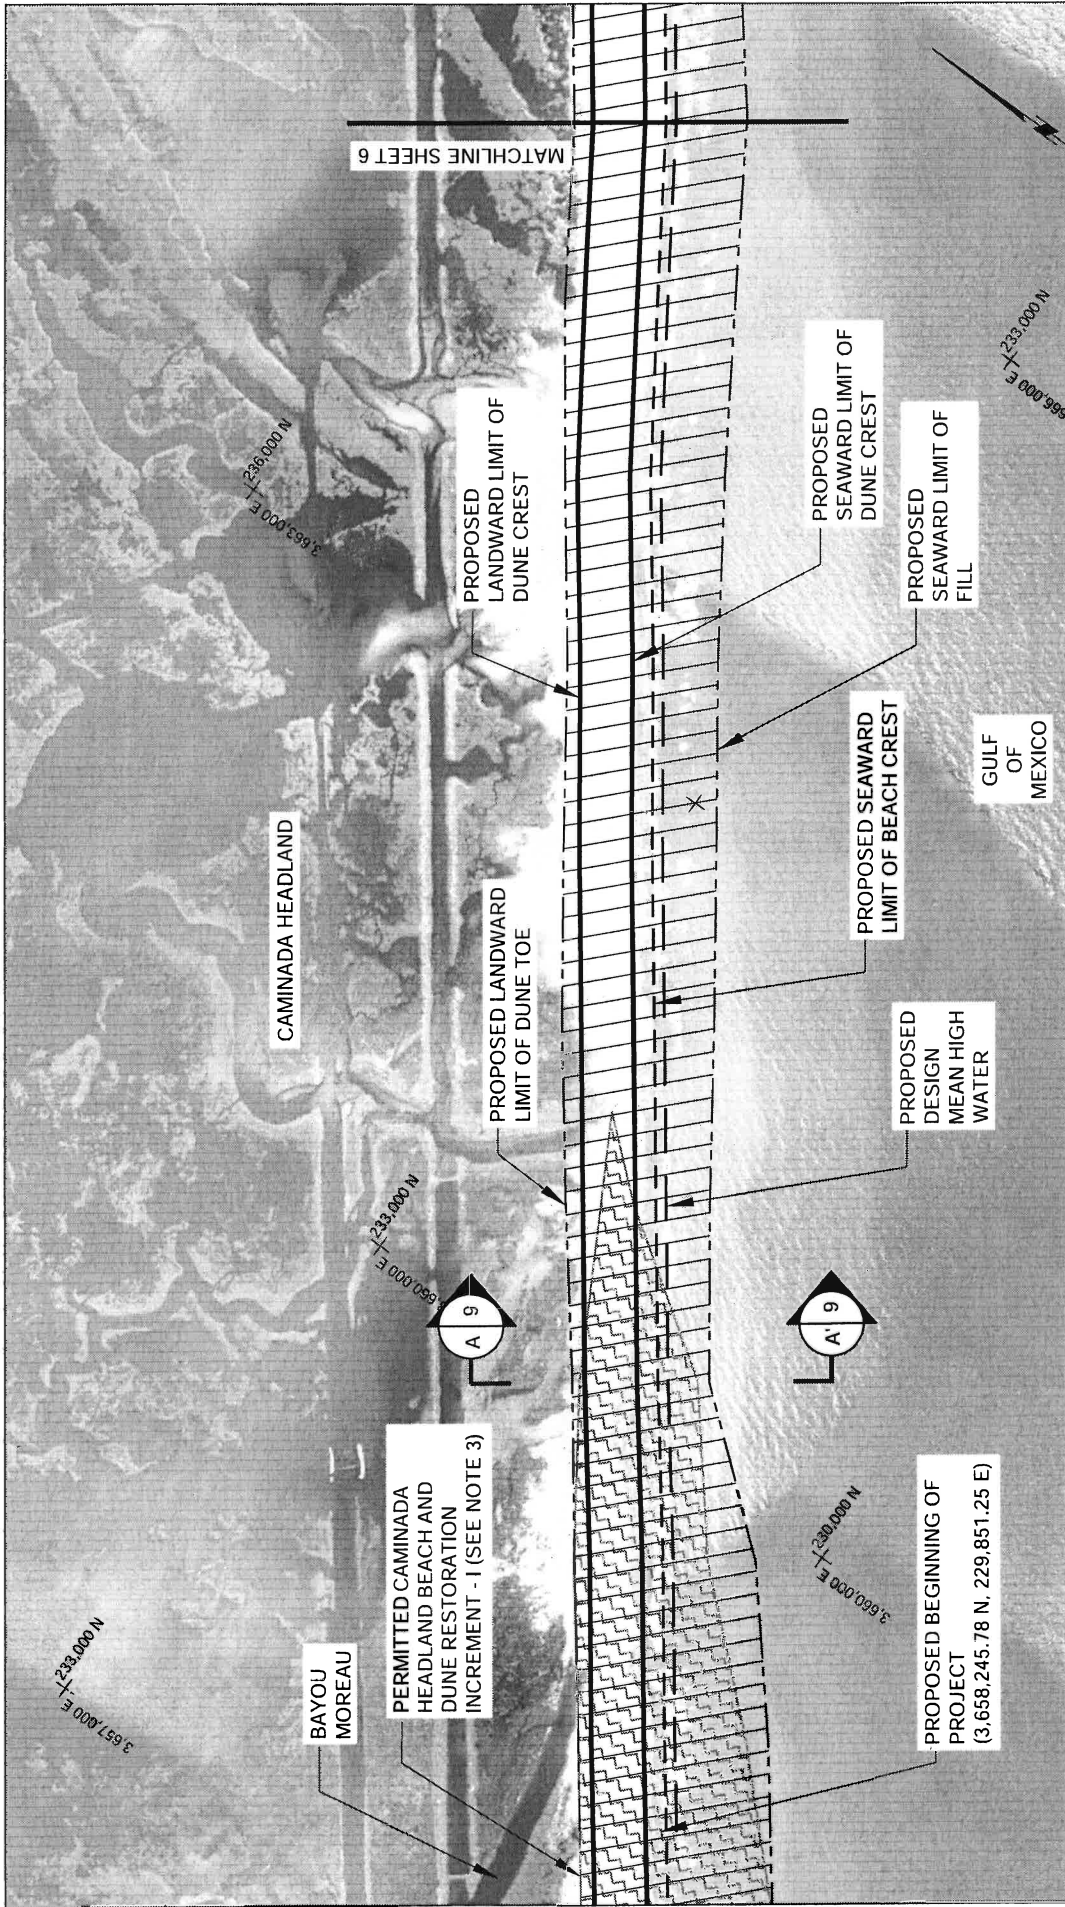 BAYOU
MOREAU
PERMITTED CAMINADA
HEADLAND BEACH AND
DUNE RESTORATION
INCREMENT - I (SEE NOTE 3)
3,657,000 E
233,000 N
CAMINADA HEADLAND
PROPOSED LANDWARD
LIMIT OF DUNE TOE
233,000 N
660,000 E
A 9
PROPOSED
LANDWARD LIMIT OF
DUNE CREST
3,663,000 E
236,000 N
MATCHLINE SHEET 6
PROPOSED BEGINNING OF
PROJECT
(3,658,245.78 N, 229,851.25 E)
3,660,000 E
230,000 N
A' 9
PROPOSED
DESIGN
MEAN HIGH
WATER
PROPOSED SEAWARD
LIMIT OF BEACH CREST
GULF
OF
MEXICO
PROPOSED
SEAWARD LIMIT OF
FILL
PROPOSED
SEAWARD LIMIT OF
DUNE CREST
666,000 E
233,000 N